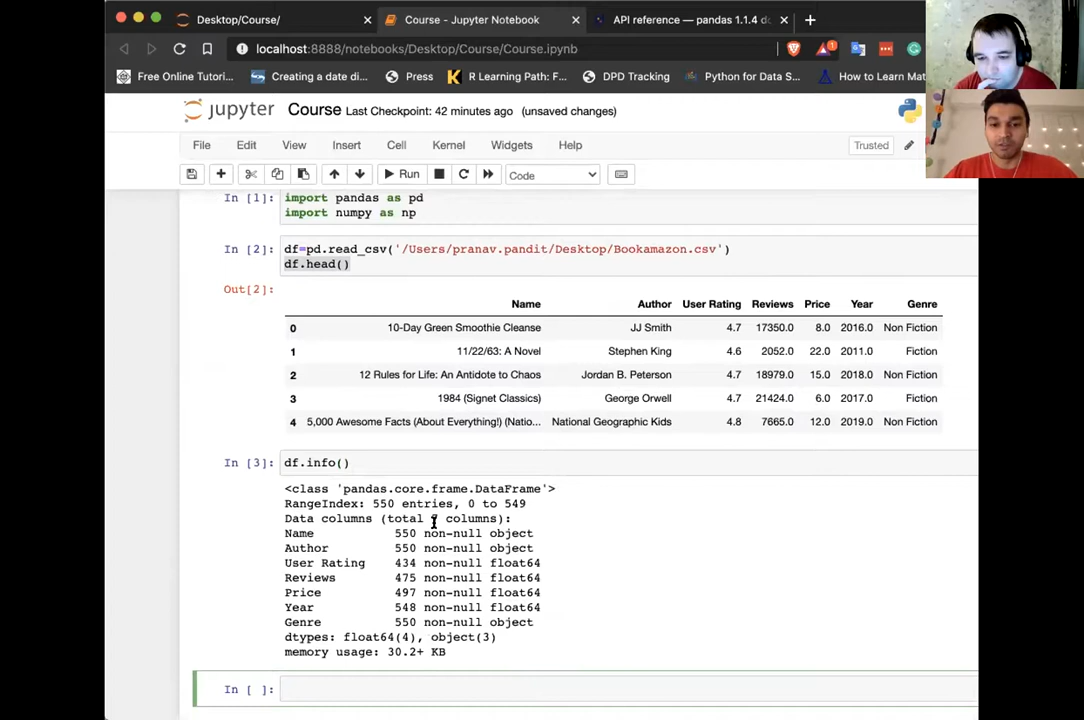 Desktop/Course/
Course - Jupyter Notebook
API reference — pandas 1.1.4 d
localhost:8888/notebooks/Desktop/Course/Course.ipynb
Free Online Tutori...
Creating a date di...
Press
R Learning Path: F...
DPD Tracking
Python for Data S...
How to Learn Mat
jupyter Course Last Checkpoint: 42 minutes ago (unsaved changes)
File Edit View Insert Cell Kernel Widgets Help
Trusted
Run
Code
In [1]: import pandas as pd
import numpy as np
In [2]: df=pd.read_csv('/Users/pranav.pandit/Desktop/Bookamazon.csv')
df.head()
Out[2]:
Name Author User Rating Reviews Price Year Genre
0 10-Day Green Smoothie Cleanse JJ Smith 4.7 17350.0 8.0 2016.0 Non Fiction
1 11/22/63: A Novel Stephen King 4.6 2052.0 22.0 2011.0 Fiction
2 12 Rules for Life: An Antidote to Chaos Jordan B. Peterson 4.7 18979.0 15.0 2018.0 Non Fiction
3 1984 (Signet Classics) George Orwell 4.7 21424.0 6.0 2017.0 Fiction
4 5,000 Awesome Facts (About Everything!) (Natio... National Geographic Kids 4.8 7665.0 12.0 2019.0 Non Fiction
In [3]: df.info()
<class 'pandas.core.frame.DataFrame'>
RangeIndex: 550 entries, 0 to 549
Data columns (total 7 columns):
Name 550 non-null object
Author 550 non-null object
User Rating 434 non-null float64
Reviews 475 non-null float64
Price 497 non-null float64
Year 548 non-null float64
Genre 550 non-null object
dtypes: float64(4), object(3)
memory usage: 30.2+ KB
In [ ]: